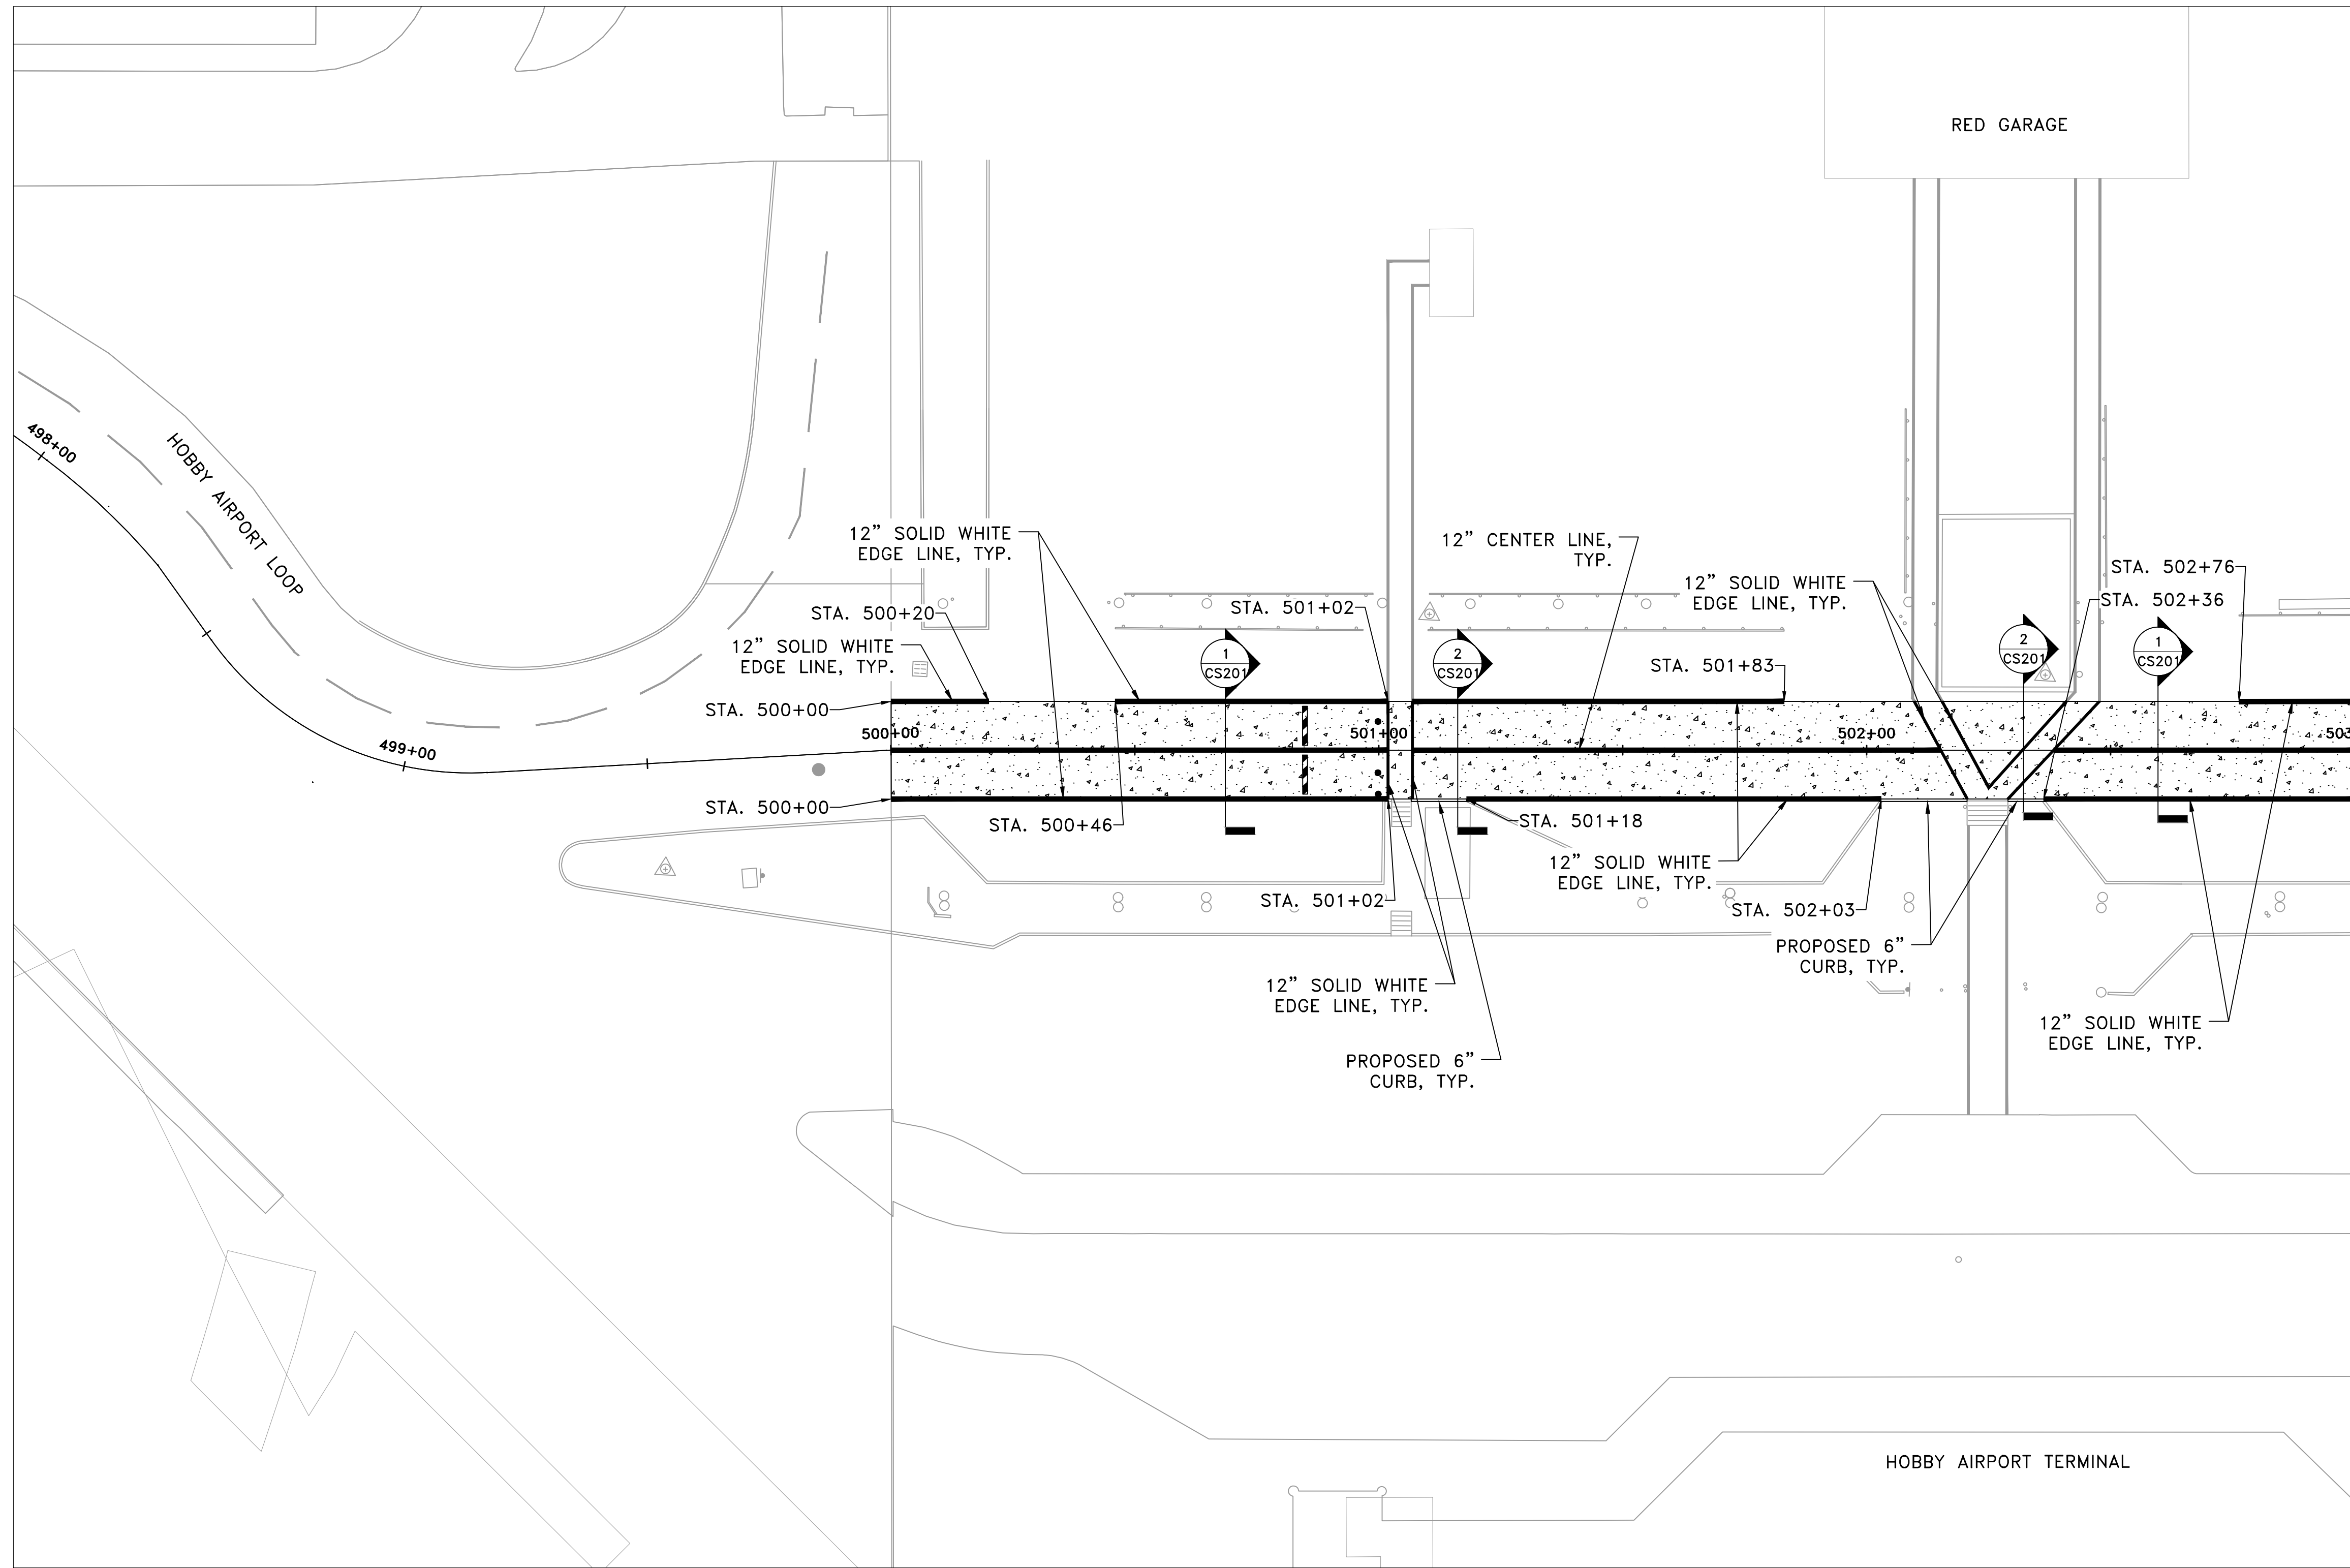 RED GARAGE
498+00
HOBBY AIRPORT LOOP
499+00
12” SOLID WHITE
EDGE LINE, TYP.
STA. 500+20
12” SOLID WHITE
EDGE LINE, TYP.
STA. 500+00
500+00
STA. 500+00
STA. 500+46
1
CS201
STA. 501+02
501+00
2
CS201
12” CENTER LINE,
TYP.
12” SOLID WHITE
EDGE LINE, TYP.
STA. 501+83
STA. 502+76
STA. 502+36
2
CS201
1
CS201
502+00
503
STA. 501+18
12” SOLID WHITE
EDGE LINE, TYP.
STA. 501+02
STA. 502+03
PROPOSED 6”
CURB, TYP.
12” SOLID WHITE
EDGE LINE, TYP.
12” SOLID WHITE
EDGE LINE, TYP.
PROPOSED 6”
CURB, TYP.
HOBBY AIRPORT TERMINAL